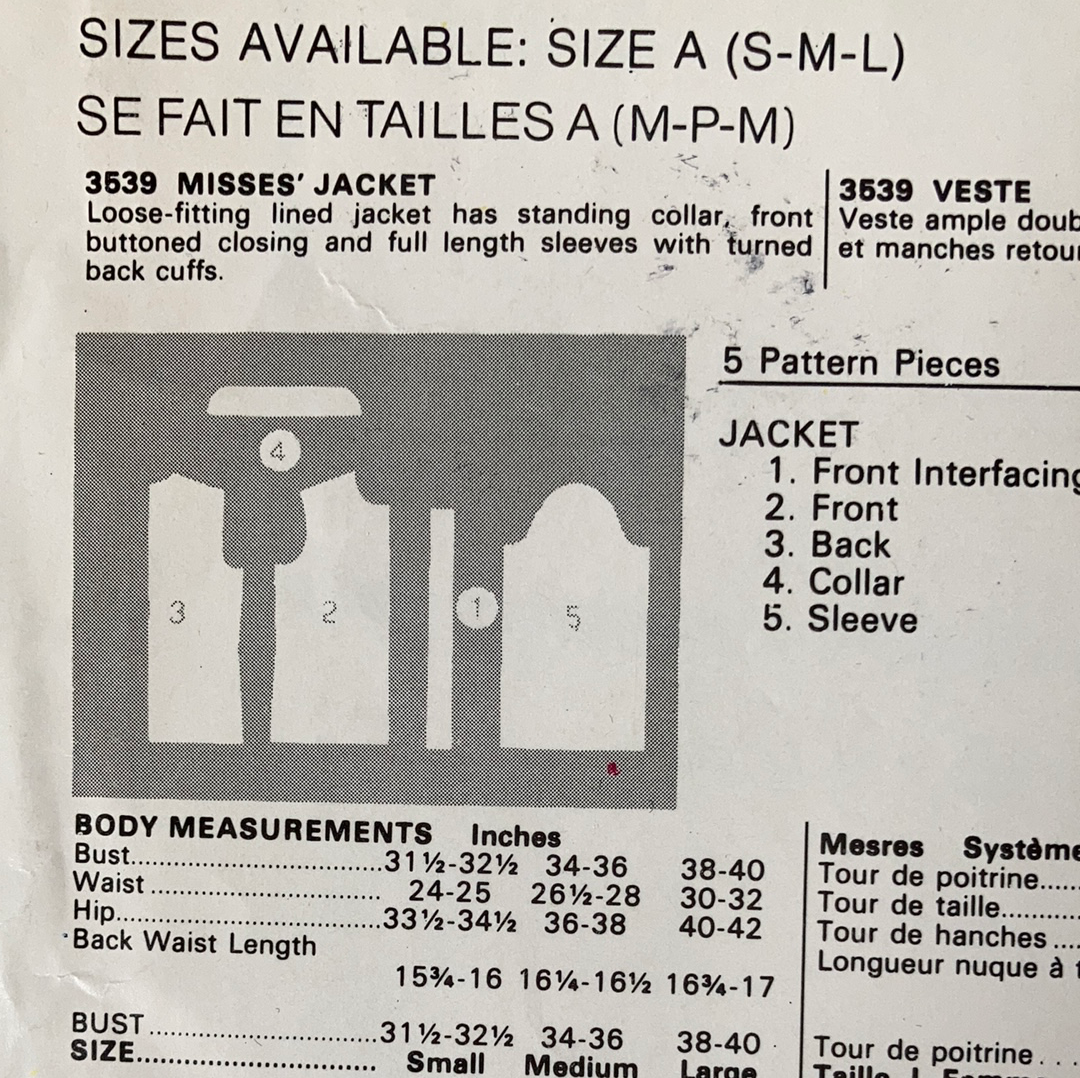 SIZES AVAILABLE: SIZE A (S-M-L)
SE FAIT EN TAILLES A (M-P-M)
3539 MISSES' JACKET
Loose-fitting lined jacket has standing collar, front
buttoned closing and full length sleeves with turned
back cuffs.
3539 VESTE
Veste ample doub
et manches retour
4
3
2
1
5
5 Pattern Pieces
JACKET
1. Front Interfacing
2. Front
3. Back
4. Collar
5. Sleeve
BODY MEASUREMENTS Inches
Bust..............................31½-32½ 34-36 38-40
Waist............................ 24-25 26½-28 30-32
Hip................................33½-34½ 36-38 40-42
Back Waist Length
15¾-16 16¼-16½ 16¾-17
BUST............................31½-32½ 34-36 38-40
SIZE............................. Small Medium Large
Mesres Système
Tour de poitrine.....
Tour de taille..........
Tour de hanches....
Longueur nuque à t
Tour de poitrine...